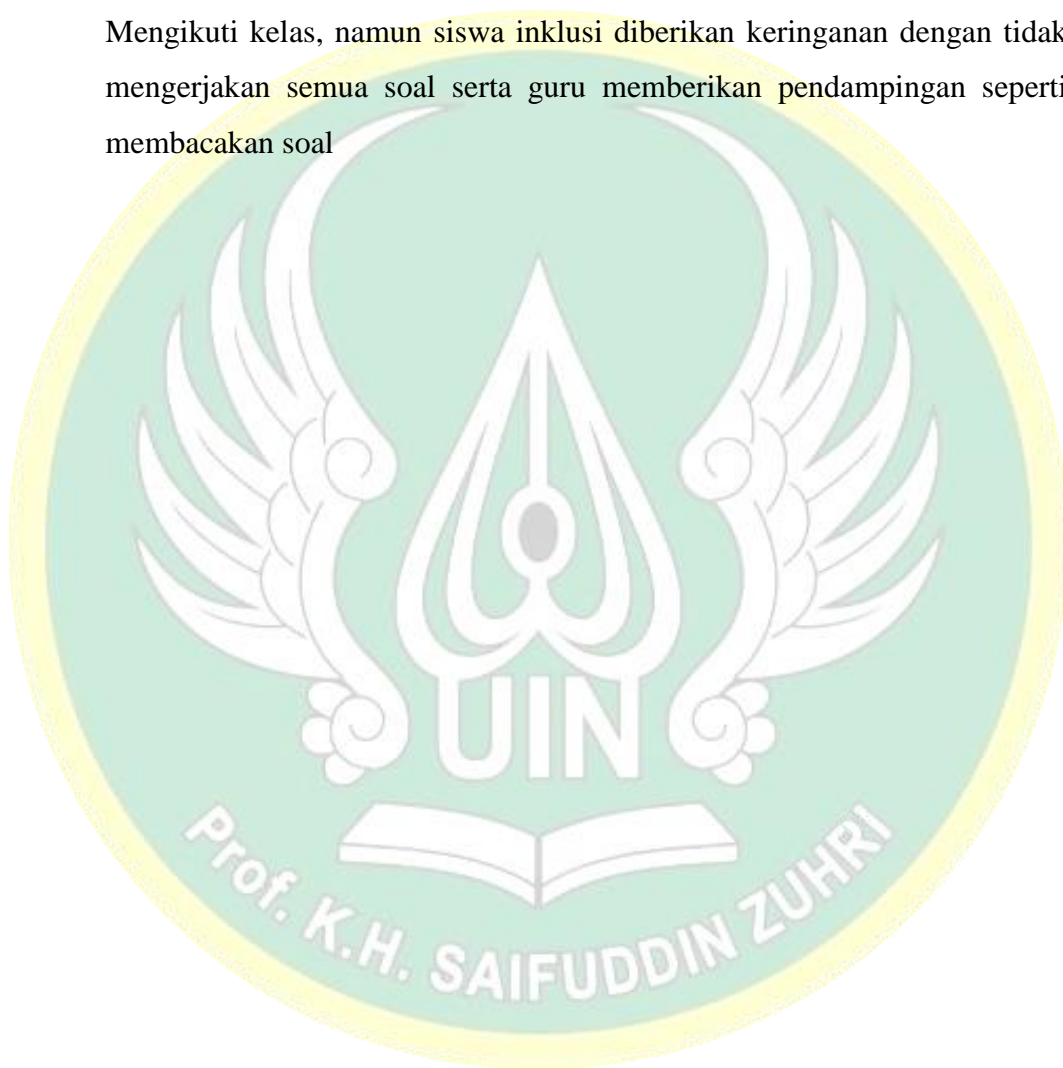 Mengikuti kelas, namun siswa inklusi diberikan keringanan dengan tidak
mengerjakan semua soal serta guru memberikan pendampingan seperti
membacakan soal
UIN
Prof. K.H. SAIFUDDIN ZUHRI